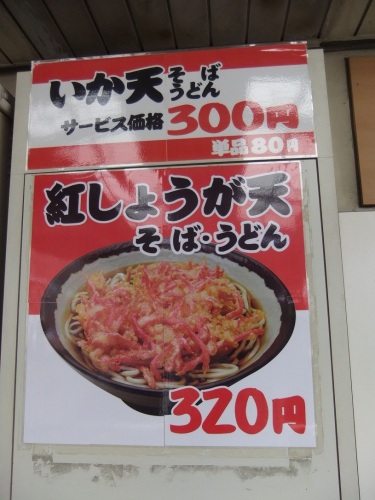 いか天そば
うどん
サービス価格300円
単品80円
紅しょうが天
そば・うどん
320円